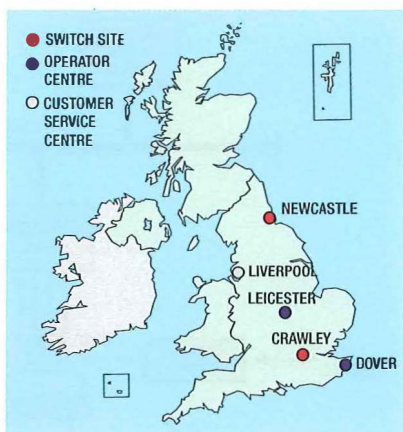 SWITCH SITE
OPERATOR
CENTRE
CUSTOMER
SERVICE
CENTRE
NEWCASTLE
LIVERPOOL
LEICESTER
CRAWLEY
DOVER